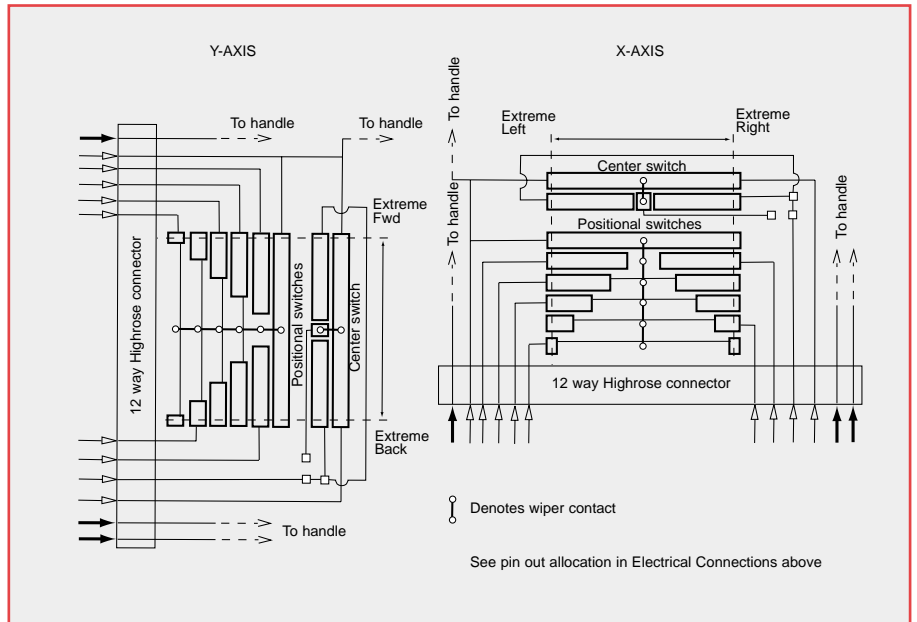 Y-AXIS
To handle
To handle
Extreme
Fwd
12 way Highrose connector
Positional switches
Center switch
Extreme
Back
To handle
X-AXIS
To handle
To handle
Extreme
Left
Extreme
Right
Center switch
Positional switches
To handle
12 way Highrose connector
Denotes wiper contact
See pin out allocation in Electrical Connections above